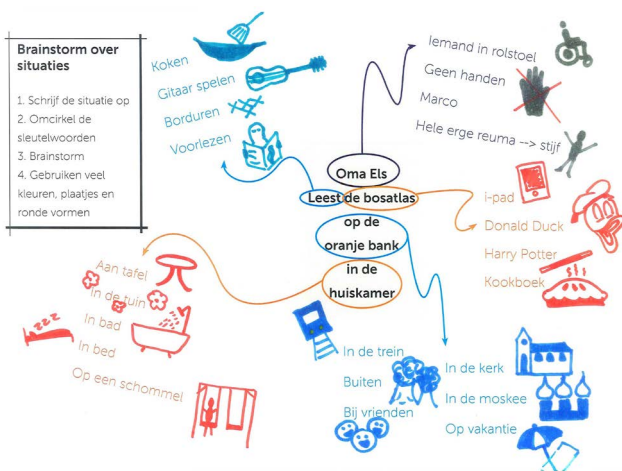 Brainstorm over
situaties
1. Schrijf de situatie op
2. Omcirkel de
sleutelwoorden
3. Brainstorm
4. Gebruiken veel
kleuren, plaatjes en
ronde vormen
Koken
Gitaar spelen
Borduren
Voorlezen
Iemand in rolstoel
Geen handen
Marco
Hele erge reuma --> stijf
Oma Els
Leest de bosatlas
op de
oranje bank
in de
huiskamer
i-pad
Donald Duck
Harry Potter
Kookboek
Aan tafel
In de tuin
In bad
In bed
Op een schommel
zzz
In de trein
Buiten
Bij vrienden
In de kerk
In de moskee
Op vakantie